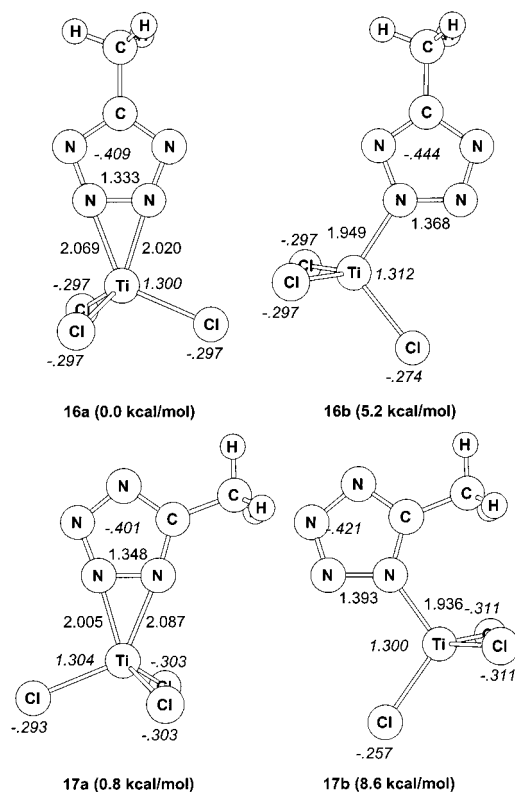 H H
C
C
N -.409 N
1.333
N N
2.069 2.020
-.297 Cl Ti 1.300
Cl Cl
-.297 -.297
16a (0.0 kcal/mol)
H H
C
C
N -.444 N
N N
1.368
1.949
-.297
Cl Ti 1.312
Cl
-.297
Cl
-.274
16b (5.2 kcal/mol)
H
N C H
N -.401 C
1.348
N N
2.005 2.087
1.304 Ti -.303
Cl Cl
Cl
-.293 -.303
17a (0.8 kcal/mol)
H
N C H
N -.421 C
N N
1.393
1.936 -.311
1.300 Ti Cl
-.311
Cl
-.257
17b (8.6 kcal/mol)